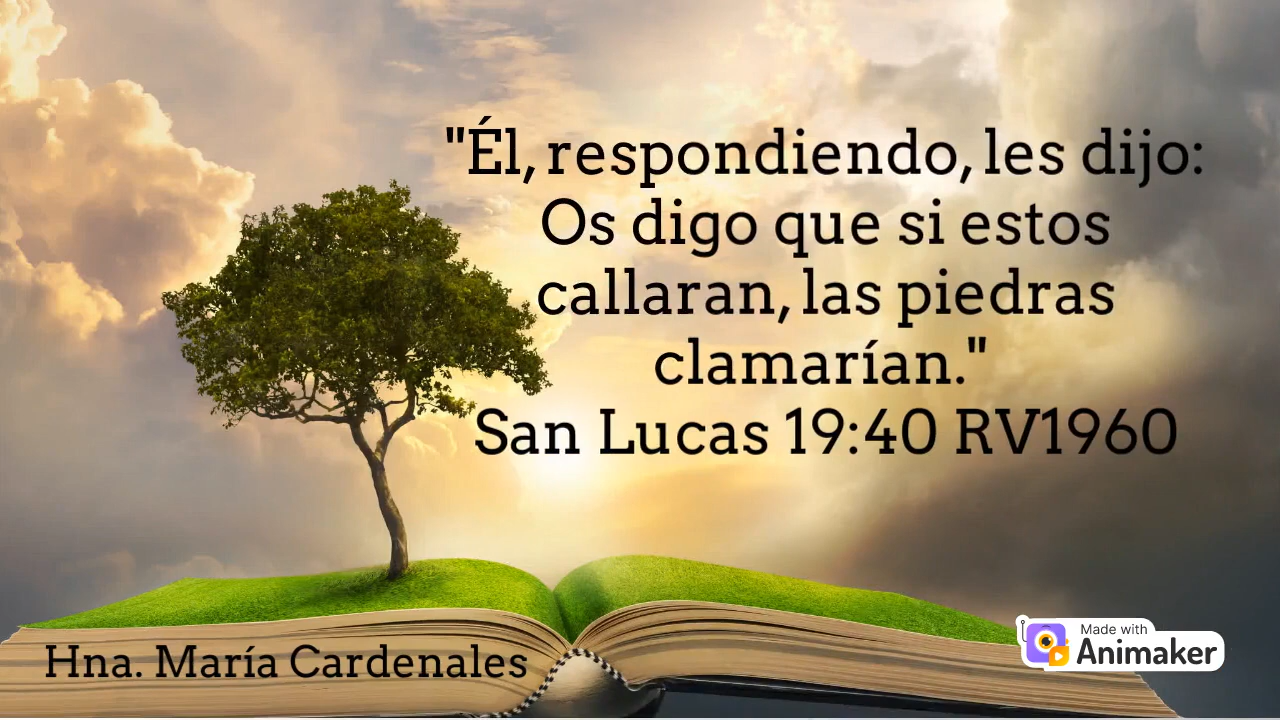 "Él, respondiendo, les dijo:
Os digo que si estos
callaran, las piedras
clamarían."
San Lucas 19:40 RV1960
Hna. María Cardenales
Made with
Animaker